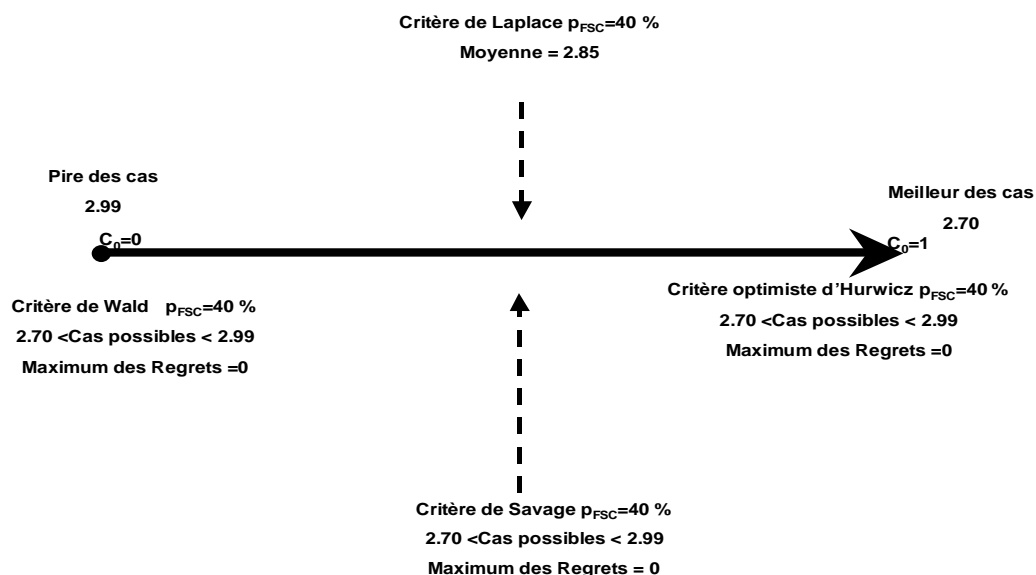 Critère de Laplace pFSC=40 %
Moyenne = 2.85
Pire des cas
2.99
C0=0
Meilleur des cas
2.70
C0=1
Critère de Wald pFSC=40 %
2.70 <Cas possibles < 2.99
Maximum des Regrets =0
Critère optimiste d’Hurwicz pFSC=40 %
2.70 <Cas possibles < 2.99
Maximum des Regrets =0
Critère de Savage pFSC=40 %
2.70 <Cas possibles < 2.99
Maximum des Regrets = 0